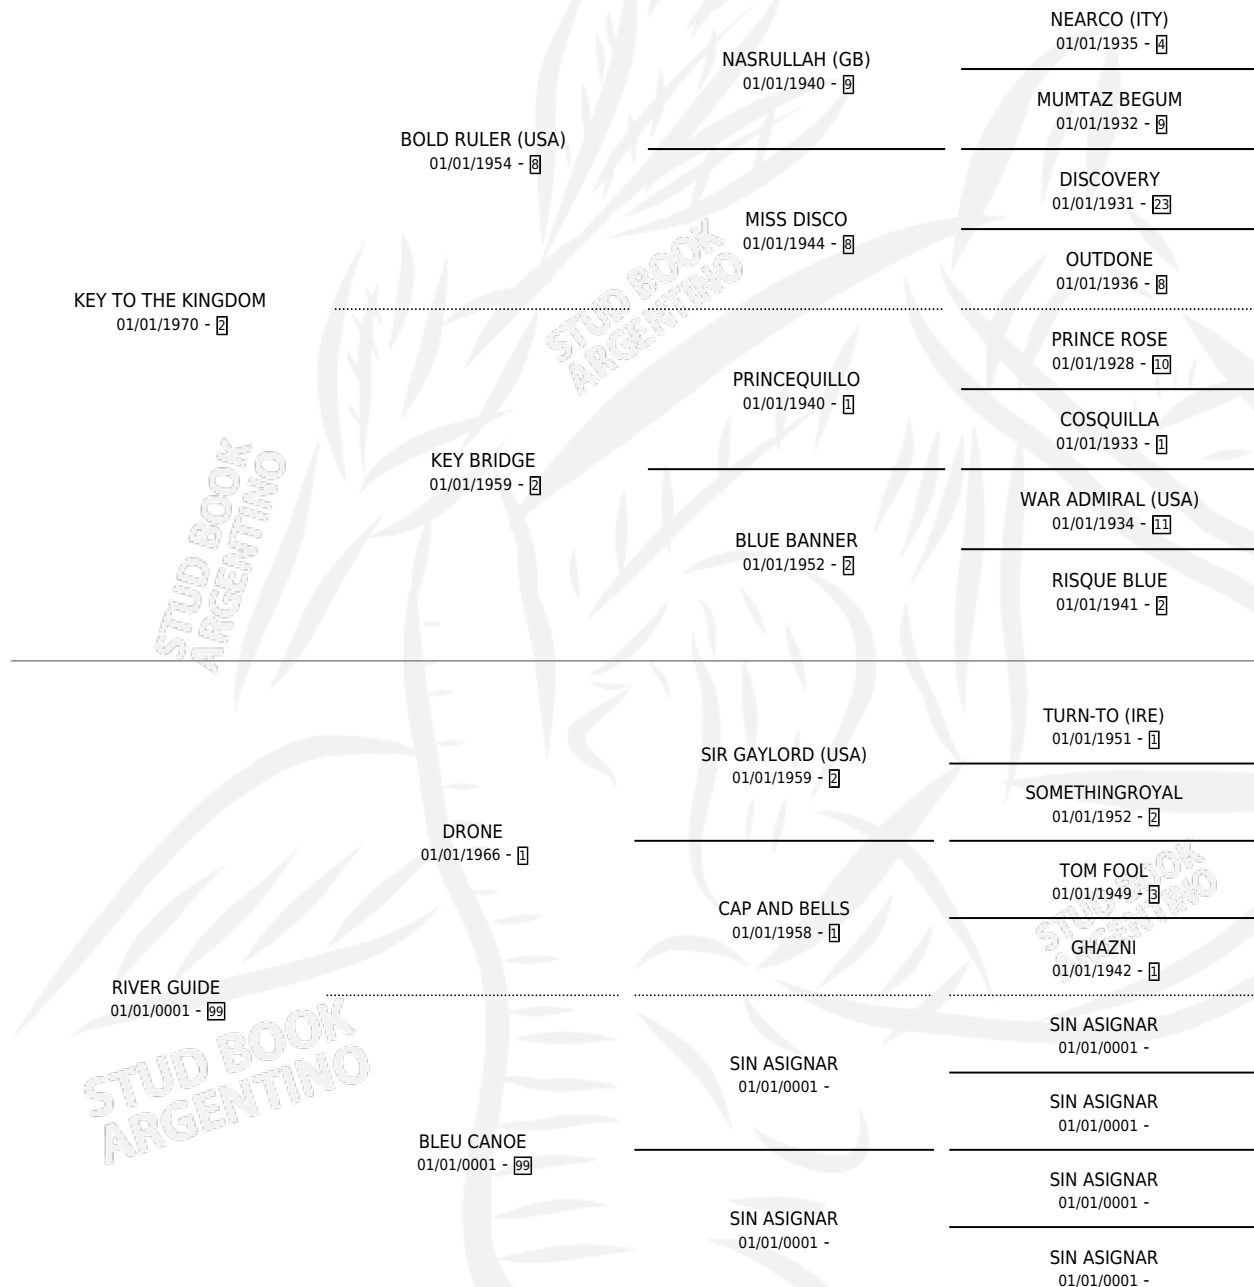 NEARCO (ITY)
01/01/1935 - 4
NASRULLAH (GB)
01/01/1940 - 9
MUMTAZ BEGUM
01/01/1932 - 9
BOLD RULER (USA)
01/01/1954 - 8
DISCOVERY
01/01/1931 - 23
MISS DISCO
01/01/1944 - 8
OUTDONE
01/01/1936 - 8
KEY TO THE KINGDOM
01/01/1970 - 2
PRINCE ROSE
01/01/1928 - 10
PRINCEQUILLO
01/01/1940 - 1
COSQUILLA
01/01/1933 - 1
KEY BRIDGE
01/01/1959 - 2
WAR ADMIRAL (USA)
01/01/1934 - 11
BLUE BANNER
01/01/1952 - 2
RISQUE BLUE
01/01/1941 - 2
TURN-TO (IRE)
01/01/1951 - 1
SIR GAYLORD (USA)
01/01/1959 - 2
SOMETHINGROYAL
01/01/1952 - 2
DRONE
01/01/1966 - 1
TOM FOOL
01/01/1949 - 3
CAP AND BELLS
01/01/1958 - 1
GHAZNI
01/01/1942 - 1
RIVER GUIDE
01/01/0001 - 99
SIN ASIGNAR
01/01/0001 -
SIN ASIGNAR
01/01/0001 -
SIN ASIGNAR
01/01/0001 -
BLEU CANOE
01/01/0001 - 99
SIN ASIGNAR
01/01/0001 -
SIN ASIGNAR
01/01/0001 -
SIN ASIGNAR
01/01/0001 -
STUD BOOK
ARGENTINO
STUD BOOK
ARGENTINO
STUD BOOK
ARGENTINO
STUD BOOK
ARGENTINO